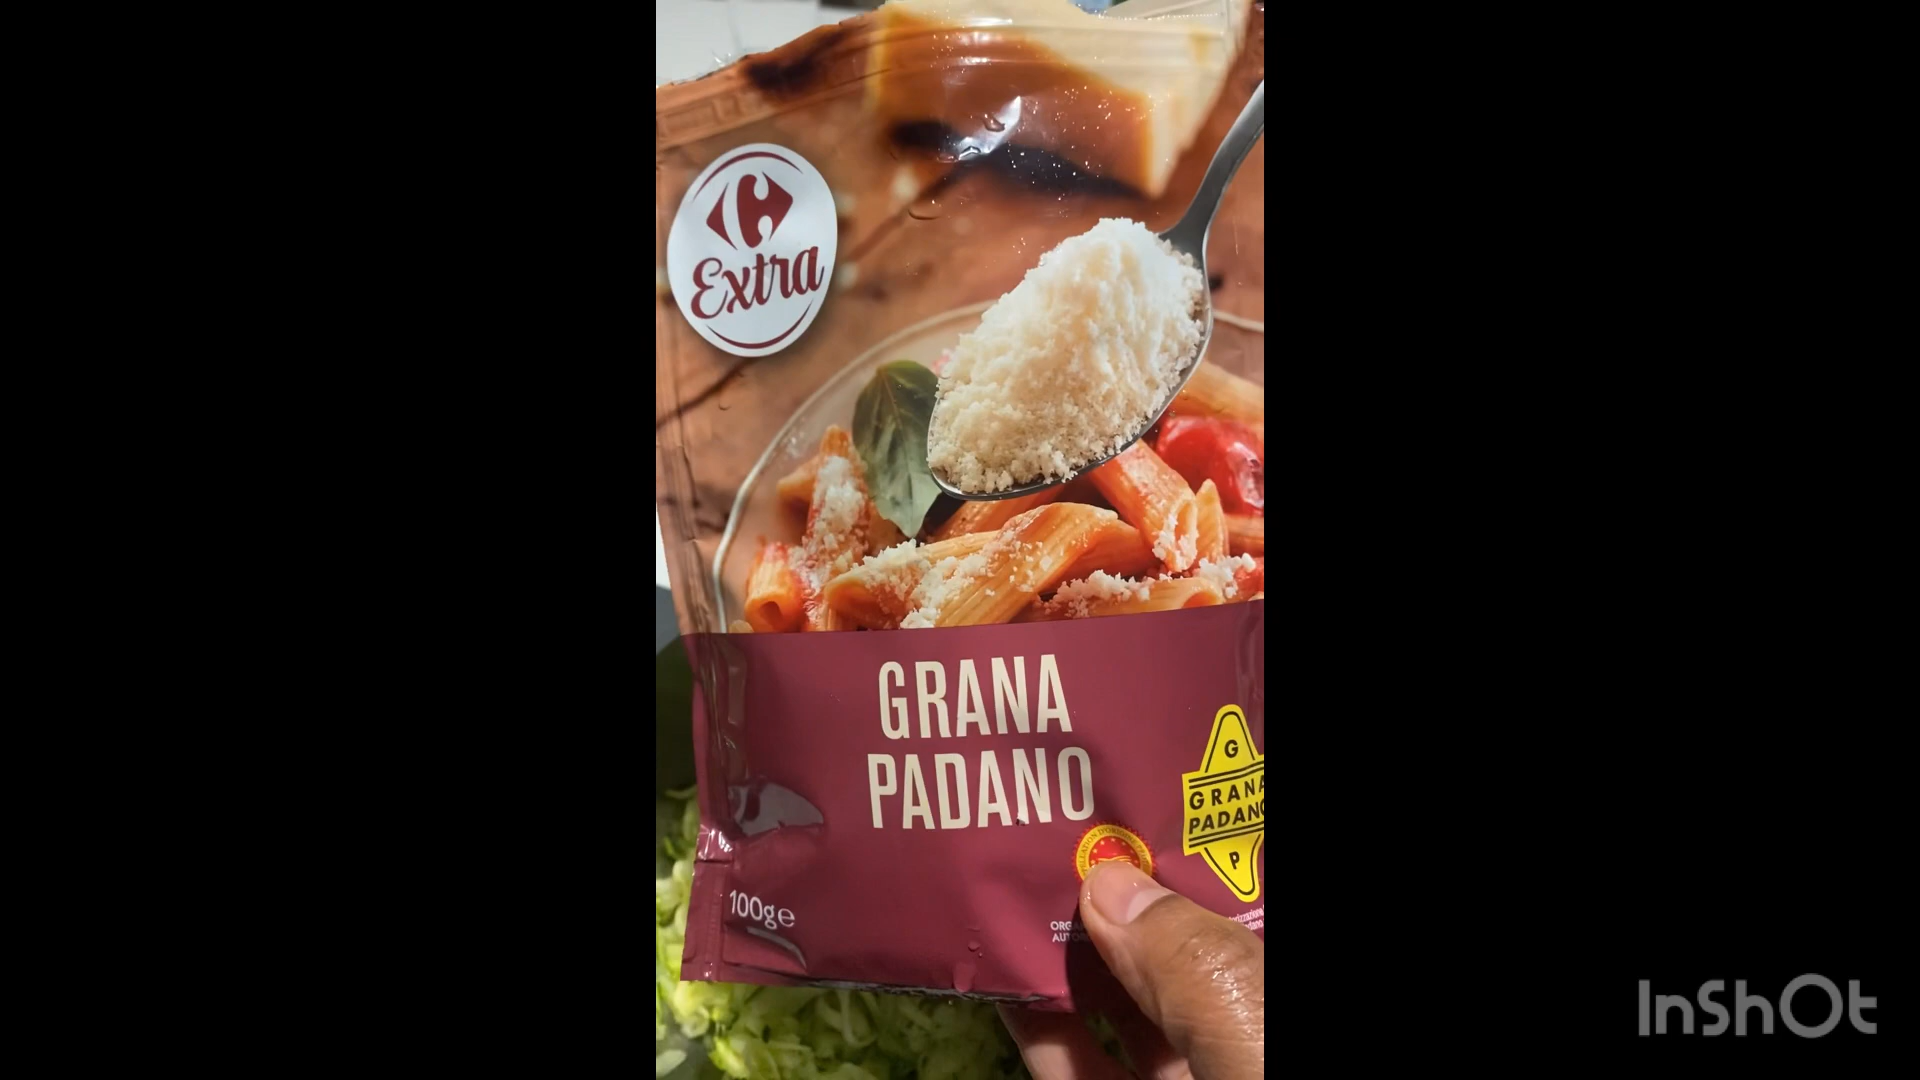 Extra
GRANA
PADANO
G
GRANA
PADANO
P
100g℮
InShOt